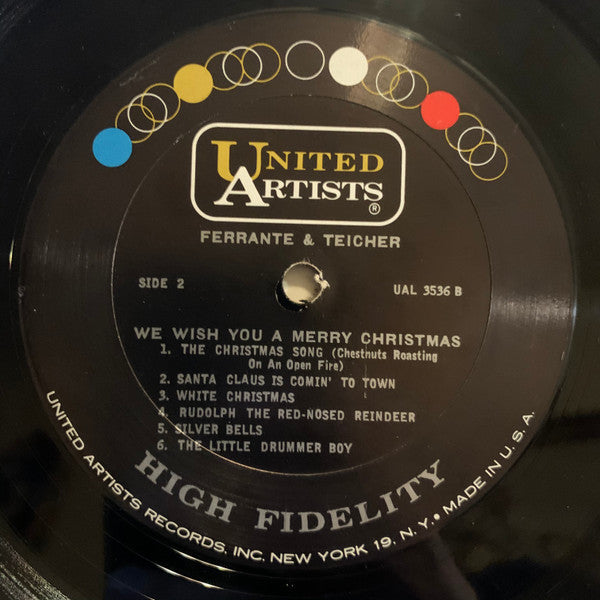 UNITED
ARTISTS
®
FERRANTE & TEICHER
SIDE 2
UAL 3536 B
WE WISH YOU A MERRY CHRISTMAS
1. THE CHRISTMAS SONG (Chestnuts Roasting
On An Open Fire)
2. SANTA CLAUS IS COMIN' TO TOWN
3. WHITE CHRISTMAS
4. RUDOLPH THE RED-NOSED REINDEER
5. SILVER BELLS
6. THE LITTLE DRUMMER BOY
HIGH FIDELITY
UNITED ARTISTS RECORDS, INC. NEW YORK 19, N.Y. • MADE IN U.S.A.